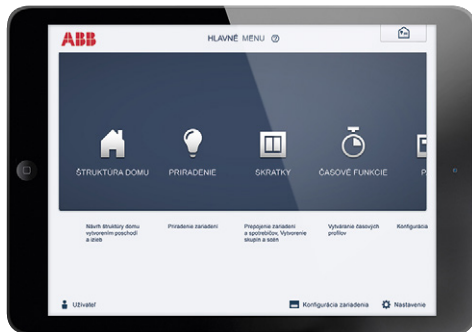 ABB
HLAVNÉ MENU ?
ŠTRUKTURA DOMU
PRIRADENIE
SKRATKY
ČASOVÉ FUNKCIE
P
Návrh štruktúry domu
vytvorením poschodí
a izieb
Priradenie zariadení
Prepojenie zariadení
a spotrebičov, Vytvorenie
skupín a scén
Vytváranie časových
profilov
Konfigurácia
Užívateľ
Konfigurácia zariadenia
Nastavenie